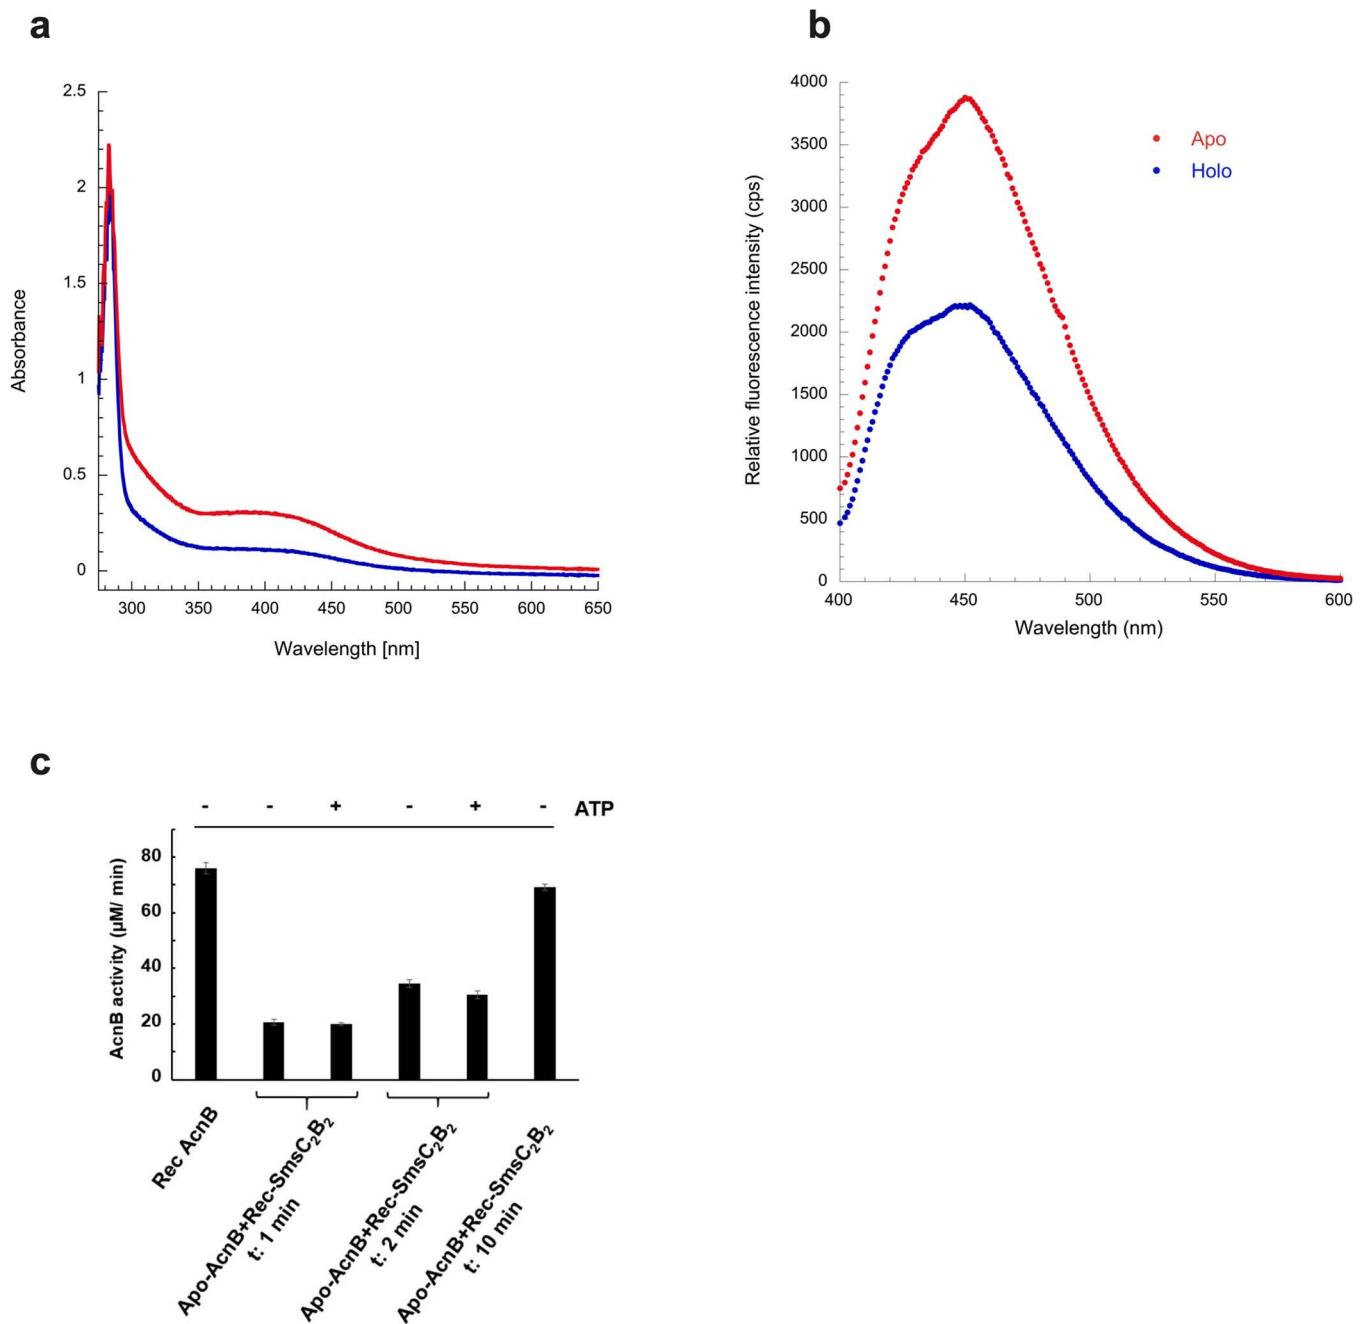 a
2.5
2
1.5
1
0.5
0
Absorbance
300 350 400 450 500 550 600 650
Wavelength [nm]
b
4000
3500
3000
2500
2000
1500
1000
500
0
Relative fluorescence intensity (cps)
Apo
Holo
400 450 500 550 600
Wavelength (nm)
c
- - + - + - ATP
80
60
40
20
0
AcnB activity (µM/ min)
Rec AcnB
Apo-AcnB+Rec-SmsC₂B₂
t: 1 min
Apo-AcnB+Rec-SmsC₂B₂
t: 2 min
Apo-AcnB+Rec-SmsC₂B₂
t: 10 min